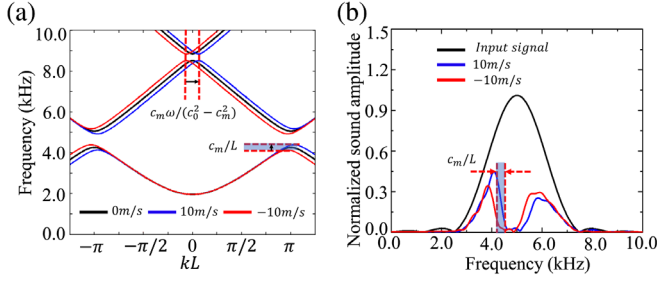 (a)
10.0
8.0
6.0
4.0
2.0
0.0
Frequency (kHz)
c_mω/(c_0^2 − c_m^2)
c_m/L
0m/s 10m/s −10m/s
−π −π/2 0 π/2 π
kL
(b)
1.5
1.2
0.9
0.6
0.3
0.0
Normalized sound amplitude
Input signal
10m/s
−10m/s
c_m/L
0.0 2.0 4.0 6.0 8.0 10.0
Frequency (kHz)